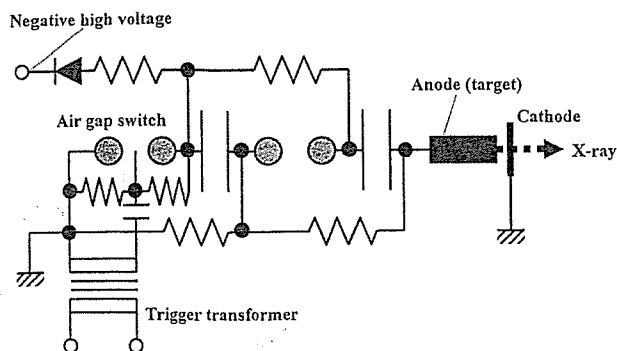 Negative high voltage
Air gap switch
Anode (target)
Cathode
X-ray
Trigger transformer